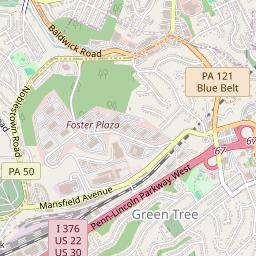 Baldwick Road
Noblestown Road
PA 121
Blue Belt
Foster Plaza
PA 50
67
67
Mansfield Avenue
Penn-Lincoln Parkway West
Green Tree
I 376
US 22
US 30
k